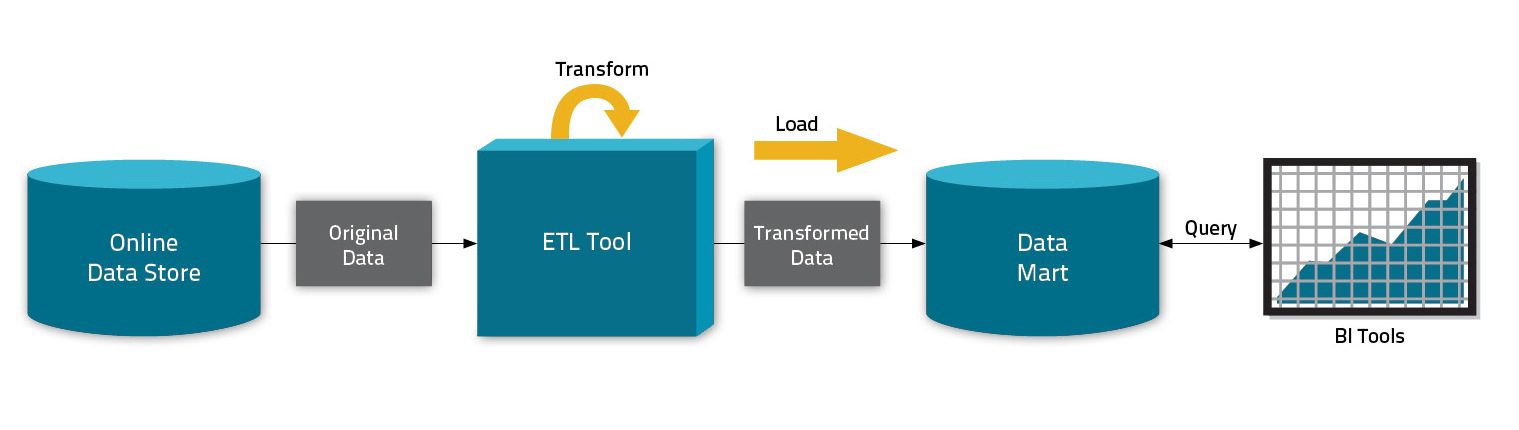 Transform
Load
Online
Data Store
Original
Data
ETL Tool
Transformed
Data
Data
Mart
Query
BI Tools